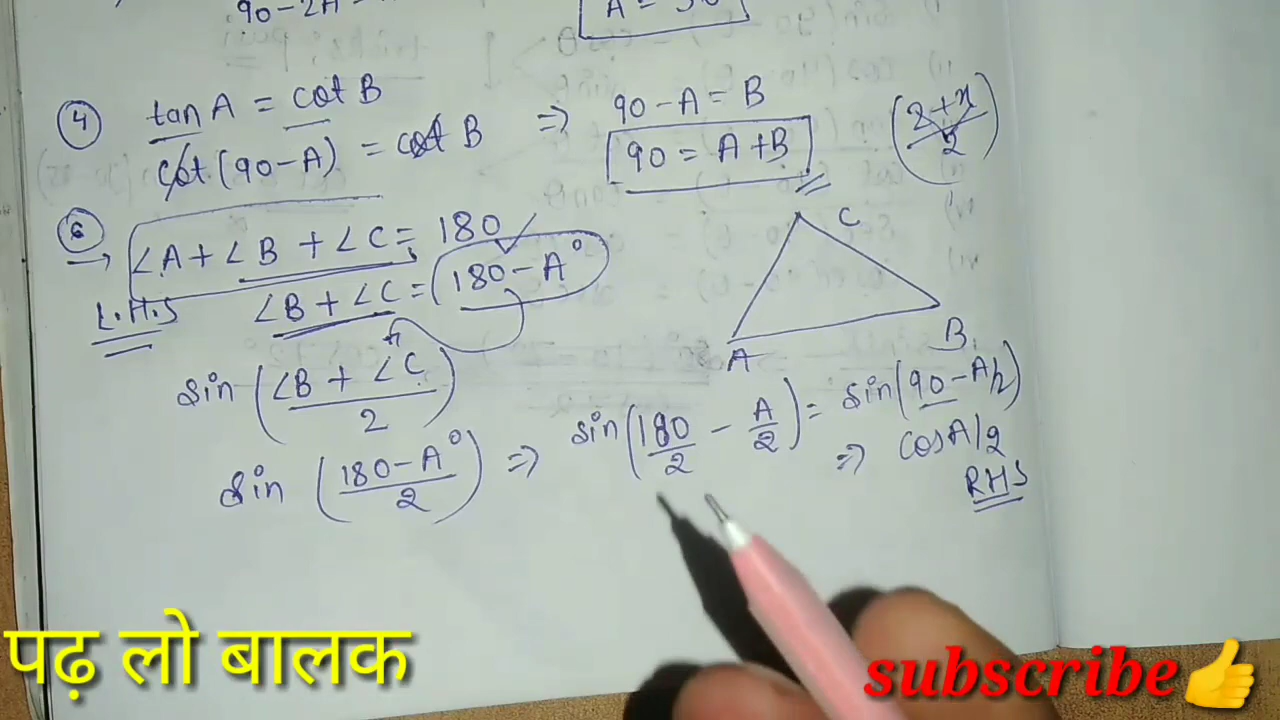 90-2A
④ tan A = cot B
cot (90-A) = cot B ⇒ 90-A = B
90 = A+B
(2+x/2)
⑥ → ∠A+∠B+∠C = 180 ✓
L.H.S ∠B+∠C = (180-A°)
C
A
B
sin (∠B + ∠C / 2)
sin (180-A° / 2) ⇒ sin (180/2 - A/2) = sin (90-A/2)
⇒ cos A/2
RHS
पढ़ लो बालक
subscribe